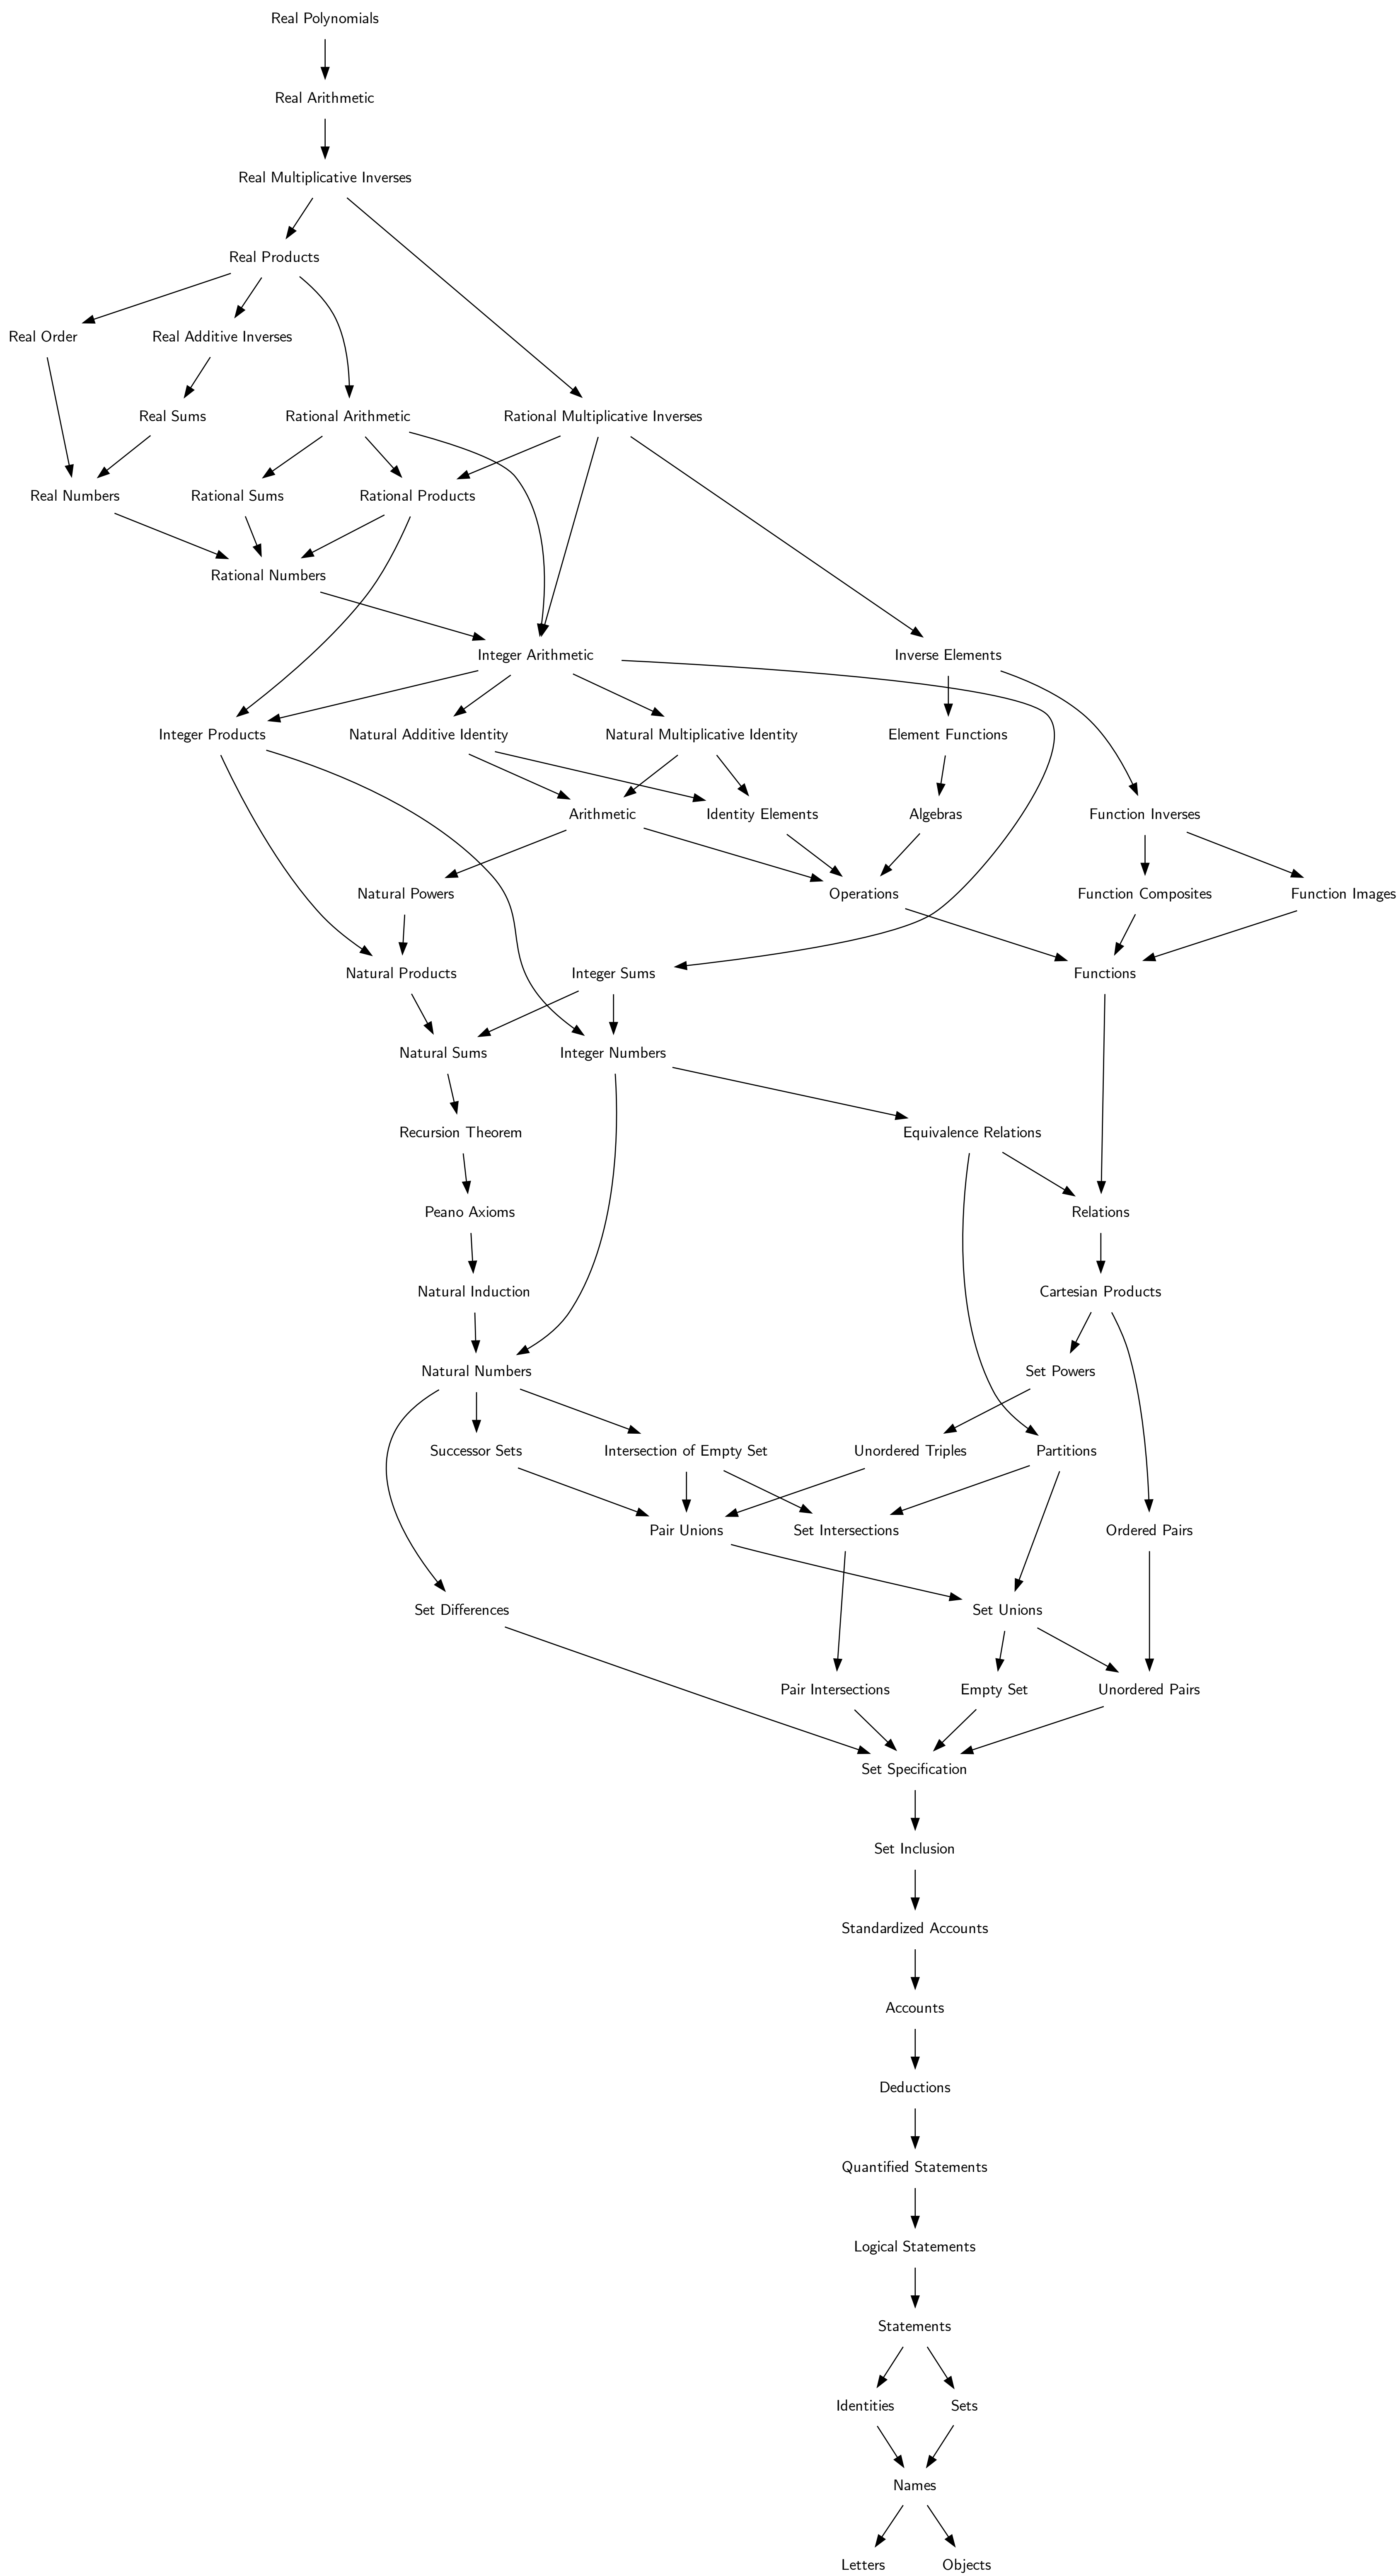 Real Polynomials
Real Arithmetic
Real Multiplicative Inverses
Real Products
Real Order
Real Additive Inverses
Real Sums
Rational Arithmetic
Rational Multiplicative Inverses
Real Numbers
Rational Sums
Rational Products
Rational Numbers
Integer Arithmetic
Inverse Elements
Integer Products
Natural Additive Identity
Natural Multiplicative Identity
Element Functions
Arithmetic
Identity Elements
Algebras
Function Inverses
Natural Powers
Operations
Function Composites
Function Images
Natural Products
Integer Sums
Functions
Natural Sums
Integer Numbers
Recursion Theorem
Equivalence Relations
Peano Axioms
Relations
Natural Induction
Cartesian Products
Natural Numbers
Set Powers
Successor Sets
Intersection of Empty Set
Unordered Triples
Partitions
Pair Unions
Set Intersections
Ordered Pairs
Set Differences
Set Unions
Pair Intersections
Empty Set
Unordered Pairs
Set Specification
Set Inclusion
Standardized Accounts
Accounts
Deductions
Quantified Statements
Logical Statements
Statements
Identities
Sets
Names
Letters
Objects